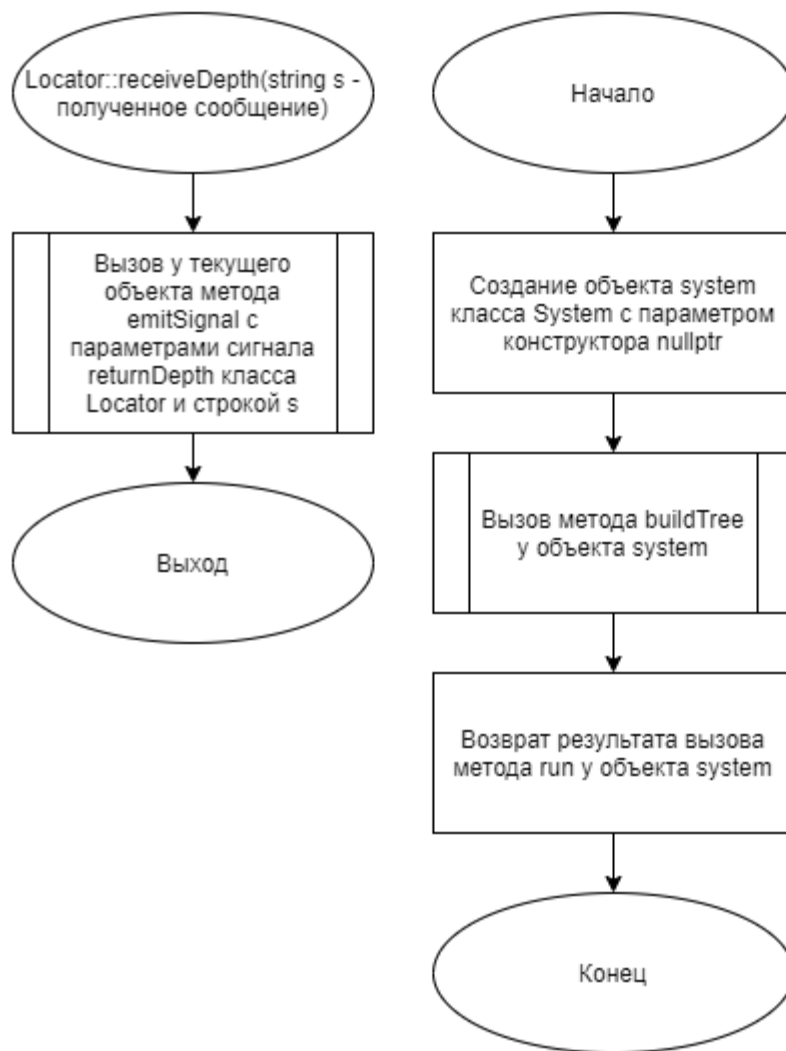 Locator::receiveDepth(string s -
полученное сообщение)
Вызов у текущего
объекта метода
emitSignal с
параметрами сигнала
returnDepth класса
Locator и строкой s
Выход
Начало
Создание объекта system
класса System с параметром
конструктора nullptr
Вызов метода buildTree
у объекта system
Возврат результата вызова
метода run у объекта system
Конец